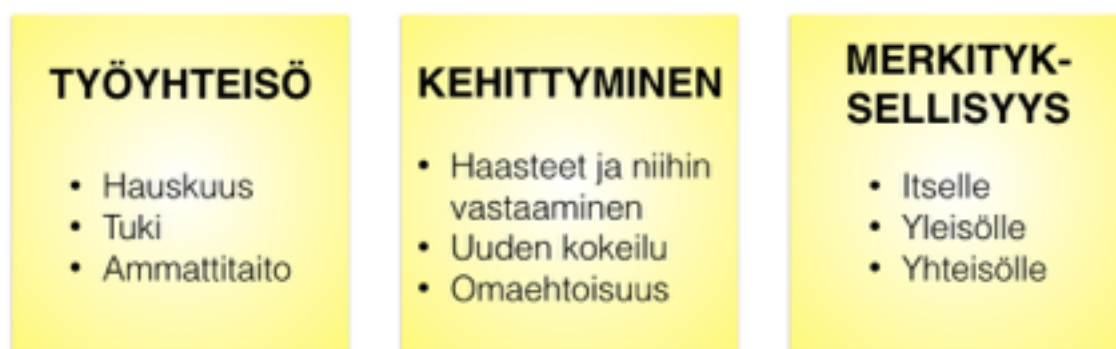 TYÖYHTEISÖ
• Hauskuus
• Tuki
• Ammattitaito
KEHITTYMINEN
• Haasteet ja niihin
vastaaminen
• Uuden kokeilu
• Omaehtoisuus
MERKITYK-
SELLISYYS
• Itselle
• Yleisölle
• Yhteisölle